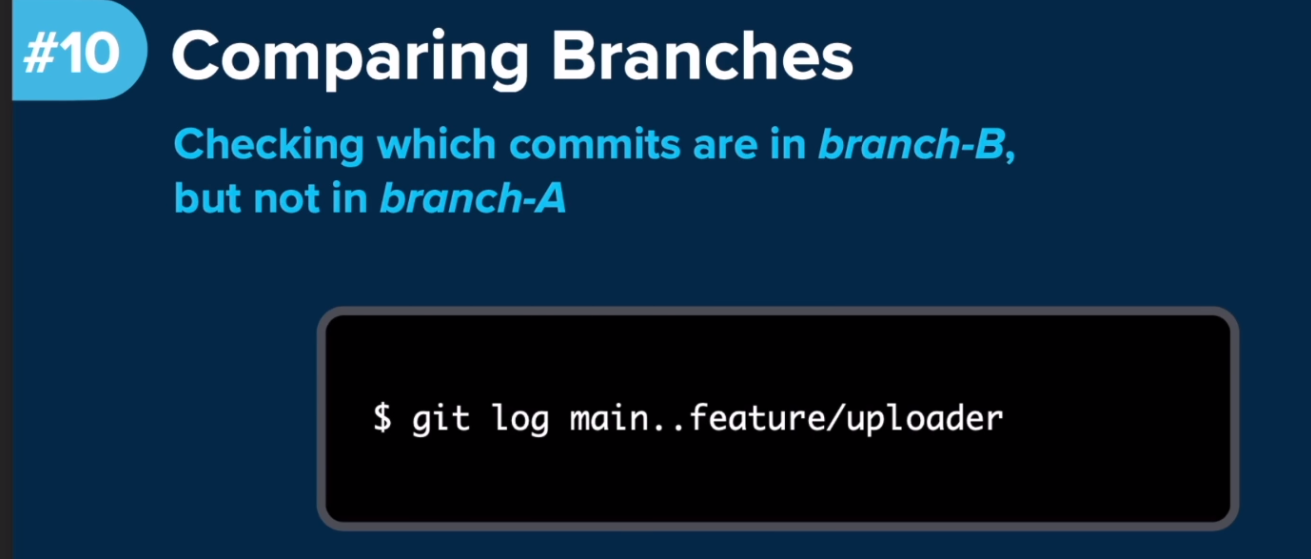 #10 Comparing Branches
Checking which commits are in branch-B,
but not in branch-A
$ git log main..feature/uploader